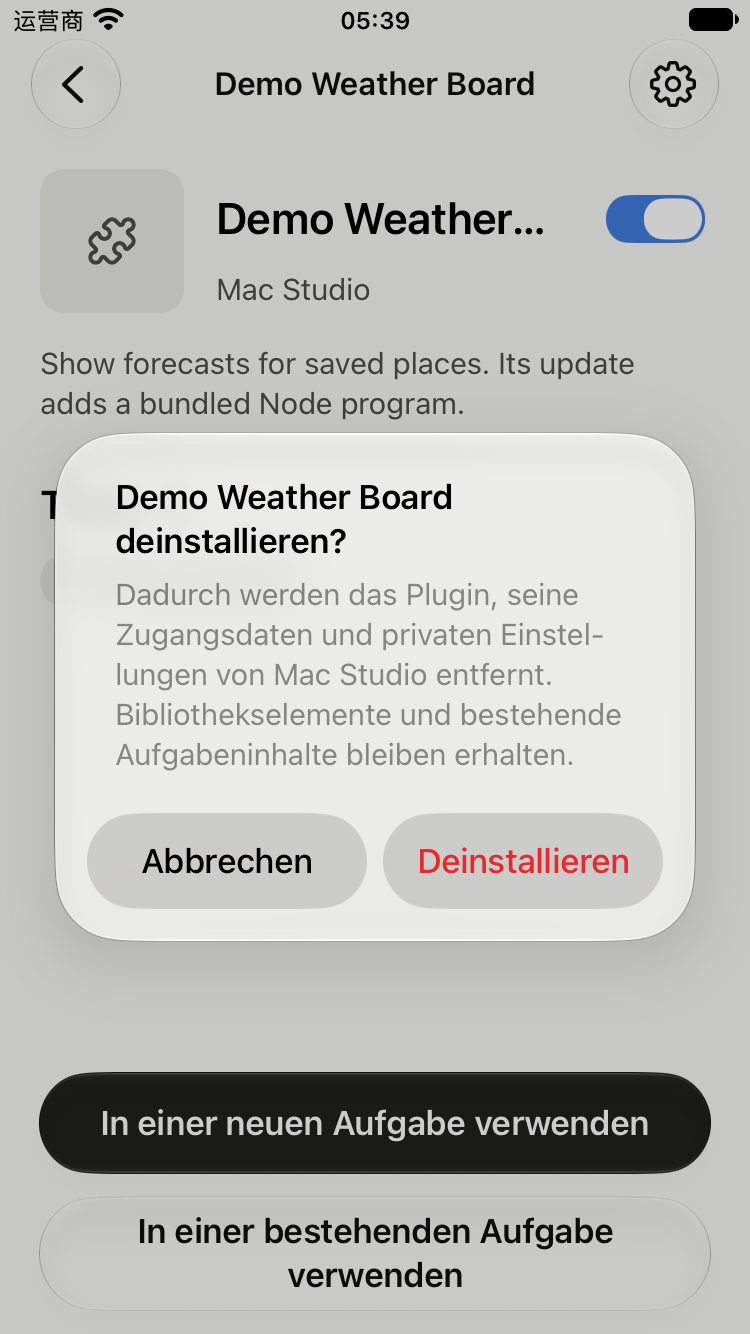 运营商
05:39
Demo Weather Board
Demo Weather...
Mac Studio
Show forecasts for saved places. Its update
adds a bundled Node program.
Demo Weather Board
deinstallieren?
Dadurch werden das Plugin, seine
Zugangsdaten und privaten Einstel-
lungen von Mac Studio entfernt.
Bibliothekselemente und bestehende
Aufgabeninhalte bleiben erhalten.
Abbrechen
Deinstallieren
In einer neuen Aufgabe verwenden
In einer bestehenden Aufgabe
verwenden